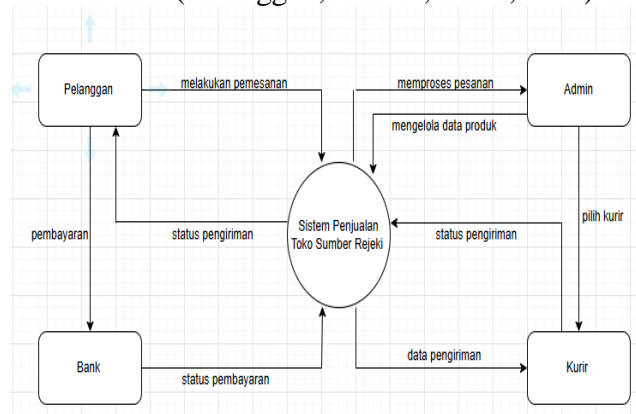 Pelanggan
melakukan pemesanan
memproses pesanan
Admin
mengelola data produk
pembayaran
status pengiriman
Sistem Penjualan
Toko Sumber Rejeki
status pengiriman
pilih kurir
Bank
status pembayaran
data pengiriman
Kurir